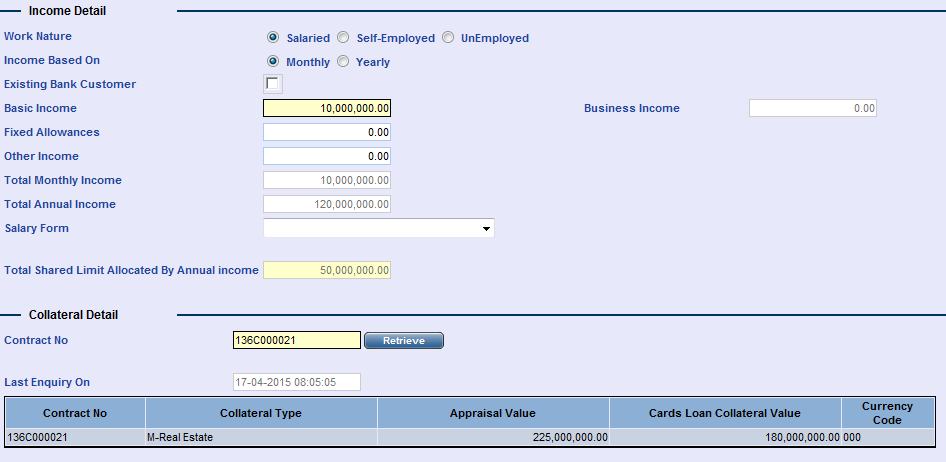 Income Detail
Work Nature Salaried Self-Employed UnEmployed
Income Based On Monthly Yearly
Existing Bank Customer
Basic Income 10,000,000.00 Business Income 0.00
Fixed Allowances 0.00
Other Income 0.00
Total Monthly Income 10,000,000.00
Total Annual Income 120,000,000.00
Salary Form
Total Shared Limit Allocated By Annual income 50,000,000.00
Collateral Detail
Contract No 136C000021 Retrieve
Last Enquiry On 17-04-2015 08:05:05
Contract No Collateral Type Appraisal Value Cards Loan Collateral Value Currency Code
136C000021 M-Real Estate 225,000,000.00 180,000,000.00 000